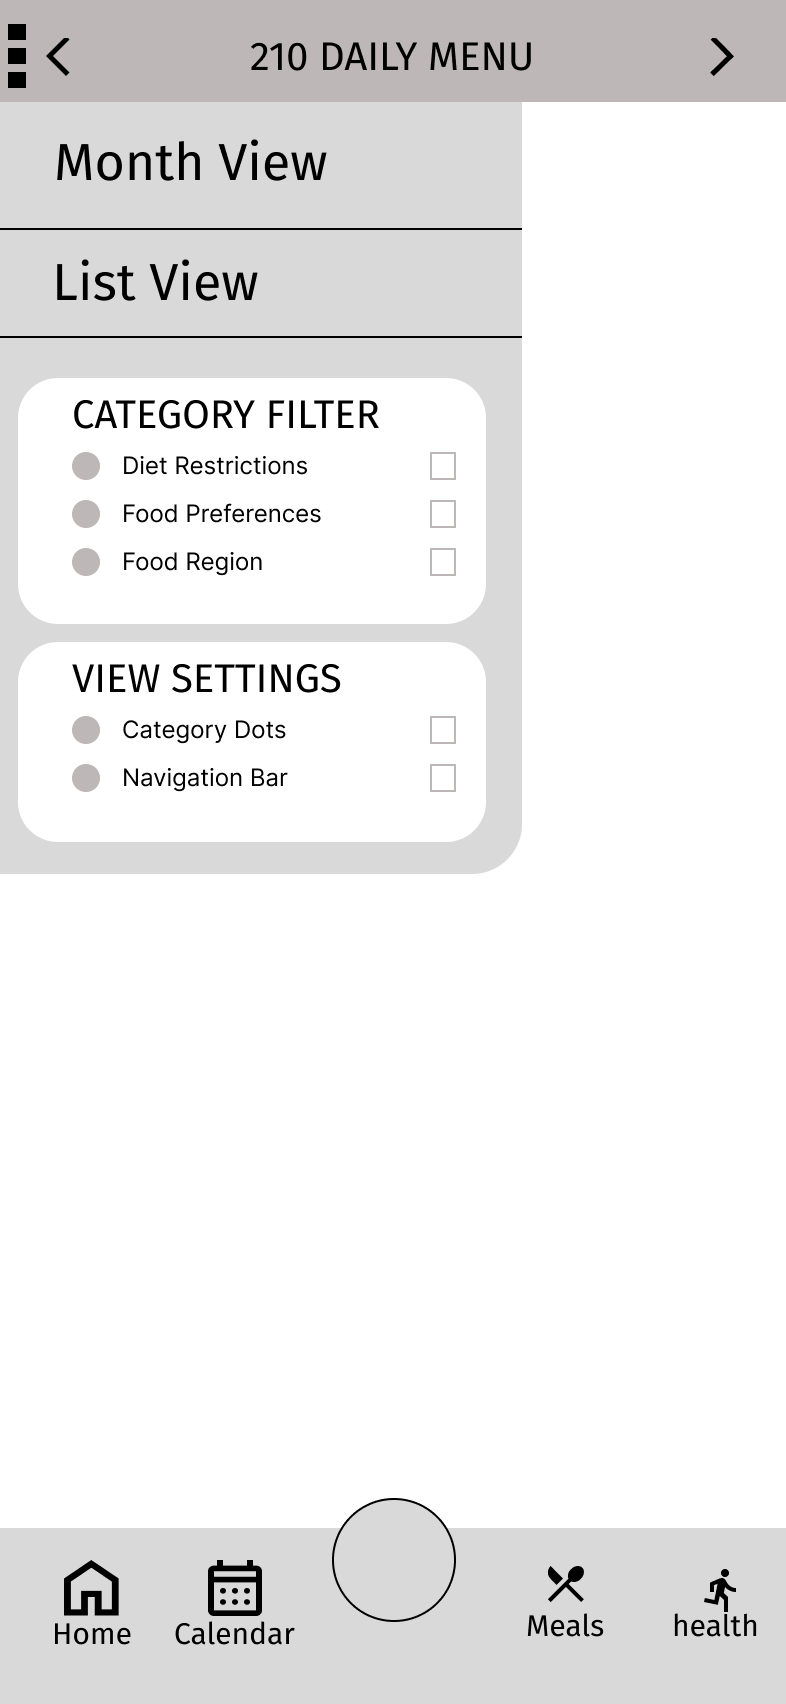 210 DAILY MENU
Month View
List View
CATEGORY FILTER
Diet Restrictions
Food Preferences
Food Region
VIEW SETTINGS
Category Dots
Navigation Bar
Home
Calendar
Meals
health